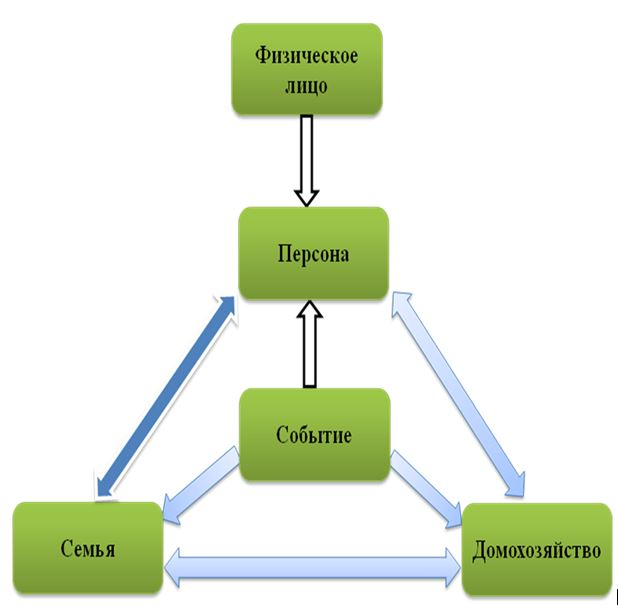 Физическое
лицо
Персона
Событие
Семья
Домохозяйство